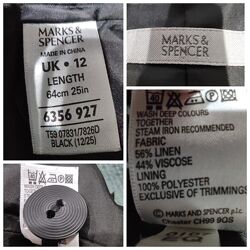 MARKS &
SPENCER
MADE IN CHINA
UK • 12
LENGTH
64cm 25in
6356 927
T59 07831/7826D
BLACK (12/25)
MARKS &
SPENCER
WASH DEEP COLOURS
TOGETHER
STEAM IRON RECOMMENDED
FABRIC
56% LINEN
44% VISCOSE
LINING
100% POLYESTER
EXCLUSIVE OF TRIMMINGS
© MARKS AND SPENCER p.l.c.
Chester CH99 9QS